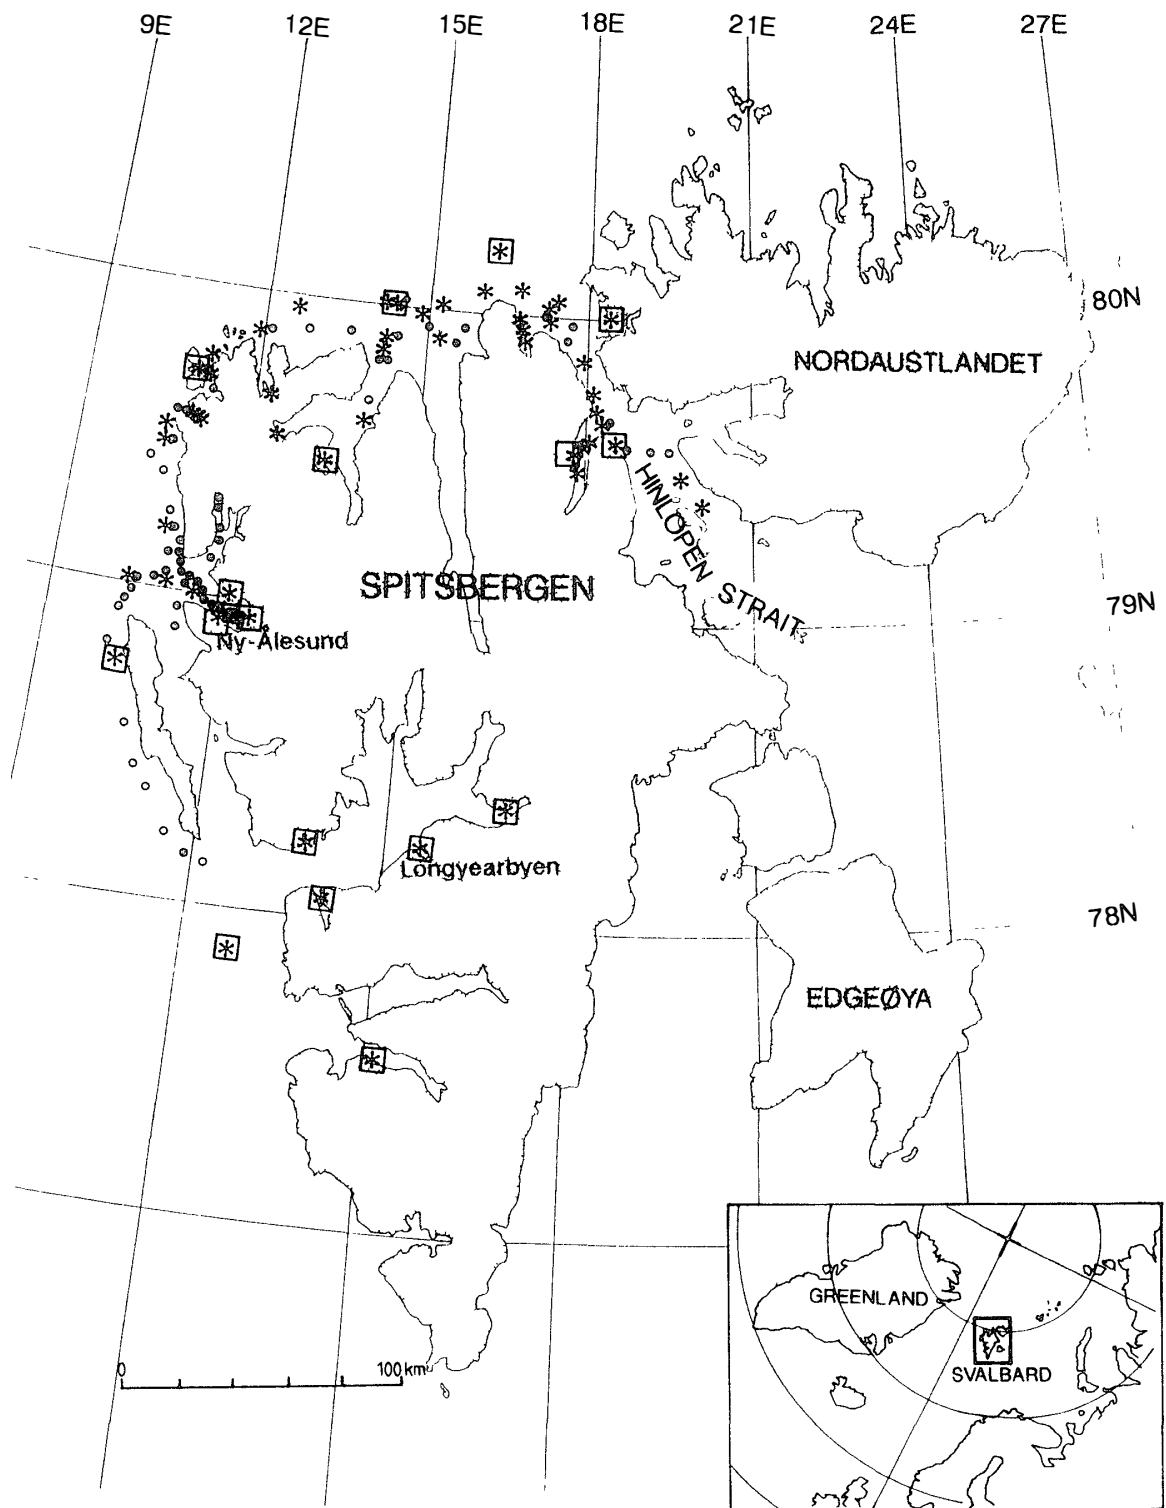 9E 12E 15E 18E 21E 24E 27E
80N
NORDAUSTLANDET
HINLOPEN STRAIT
SPITSBERGEN
79N
Ny-Ålesund
Longyearbyen
78N
EDGEØYA
GREENLAND
0 100 km
SVALBARD